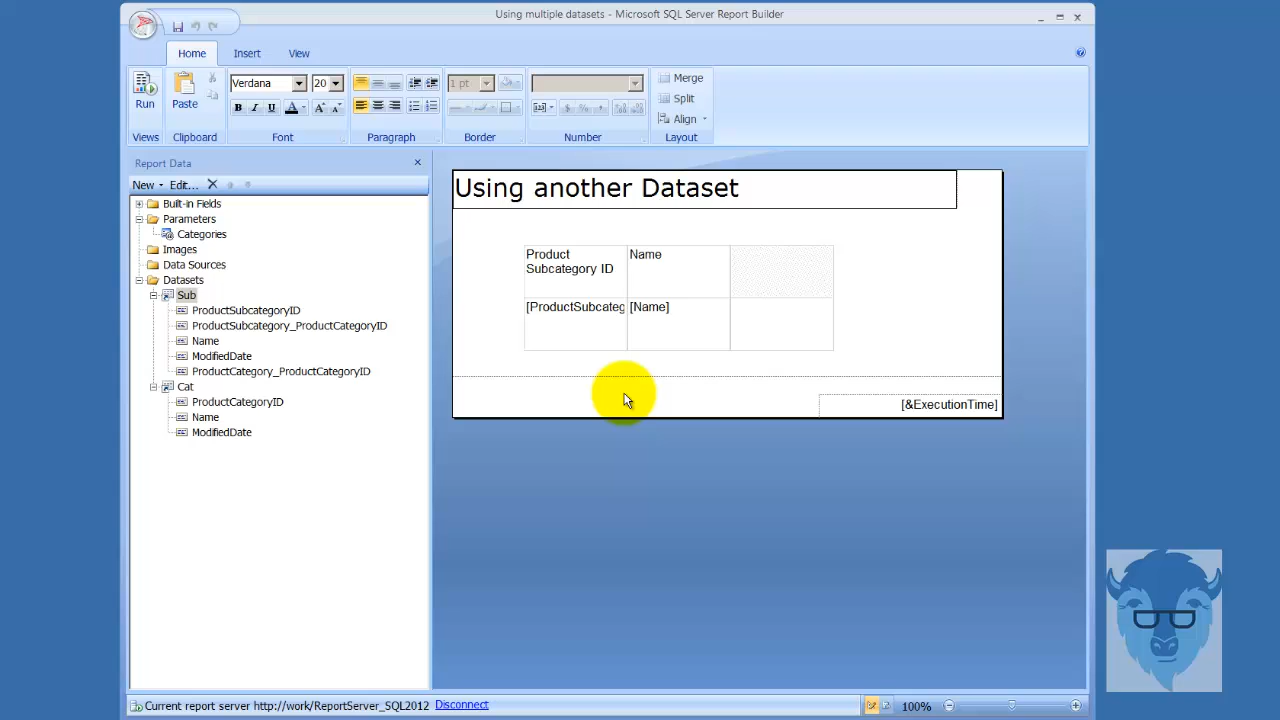 Using multiple datasets - Microsoft SQL Server Report Builder
Home Insert View
Verdana 20 1 pt Merge
Run Paste Split
Align
Views Clipboard Font Paragraph Border Number Layout
Report Data
New Edit...
Built-in Fields
Parameters
Categories
Images
Data Sources
Datasets
Sub
ProductSubcategoryID
ProductSubcategory_ProductCategoryID
Name
ModifiedDate
ProductCategory_ProductCategoryID
Cat
ProductCategoryID
Name
ModifiedDate
Using another Dataset
Product Name
Subcategory ID
[ProductSubcateg [Name]
[&ExecutionTime]
Current report server http://work/ReportServer_SQL2012 Disconnect 100%